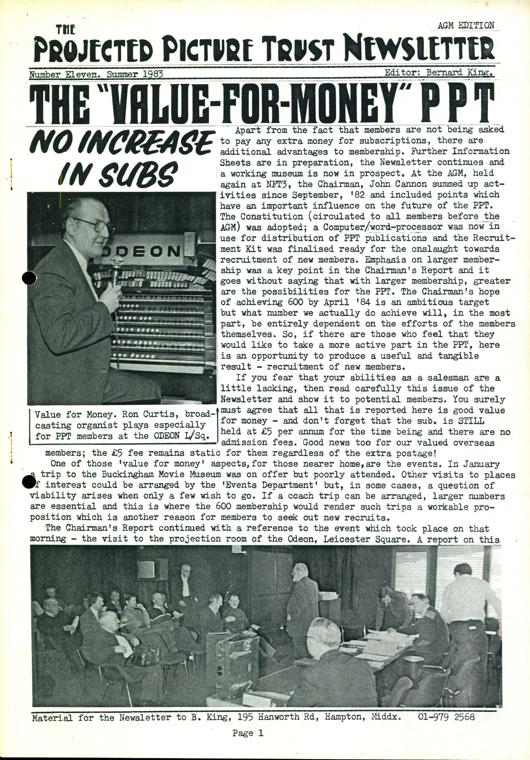 AGM EDITION
THE
PROJECTED PICTURE TRUST NEWSLETTER
Number Eleven. Summer 1983 Editor: Bernard King.
THE "VALUE-FOR-MONEY" PPT
NO INCREASE
IN SUBS
ODEON
Value for Money. Ron Curtis, broad-
casting organist plays especially
for PPT members at the ODEON L/Sq.
Apart from the fact that members are not being asked
to pay any extra money for subscriptions, there are
additional advantages to membership. Further Information
Sheets are in preparation, the Newsletter continues and
a working museum is now in prospect. At the AGM, held
again at NFT3, the Chairman, John Cannon summed up act-
ivities since September, '82 and included points which
have an important influence on the future of the PPT.
The Constitution (circulated to all members before the
AGM) was adopted; a Computer/word-processor was now in
use for distribution of PPT publications and the Recruit-
ment Kit was finalised ready for the onslaught towards
recruitment of new members. Emphasis on larger member-
ship was a key point in the Chairman's Report and it
goes without saying that with larger membership, greater
are the possibilities for the PPT. The Chairman's hope
of achieving 600 by April '84 is an ambitious target
but what number we actually do achieve will, in the most
part, be entirely dependent on the efforts of the members
themselves. So, if there are those who feel that they
would like to take a more active part in the PPT, here
is an opportunity to produce a useful and tangible
result - recruitment of new members.
If you fear that your abilities as a salesman are a
little lacking, then read carefully this issue of the
Newsletter and show it to potential members. You surely
must agree that all that is reported here is good value
for money - and don't forget that the sub. is STILL
held at £5 per annum for the time being and there are no
admission fees. Good news too for our valued overseas
members; the £5 fee remains static for them regardless of the extra postage!
One of those 'value for money' aspects,for those nearer home,are the events. In January
a trip to the Buckingham Movie Museum was on offer but poorly attended. Other visits to places
of interest could be arranged by the 'Events Department' but, in some cases, a question of
viability arises when only a few wish to go. If a coach trip can be arranged, larger numbers
are essential and this is where the 600 membership would render such trips a workable pro-
position which is another reason for members to seek out new recruits.
The Chairman's Report continued with a reference to the event which took place on that
morning - the visit to the projection room of the Odeon, Leicester Square. A report on this
Material for the Newsletter to B. King, 195 Hanworth Rd, Hampton, Middx. 01-979 2568
Page 1